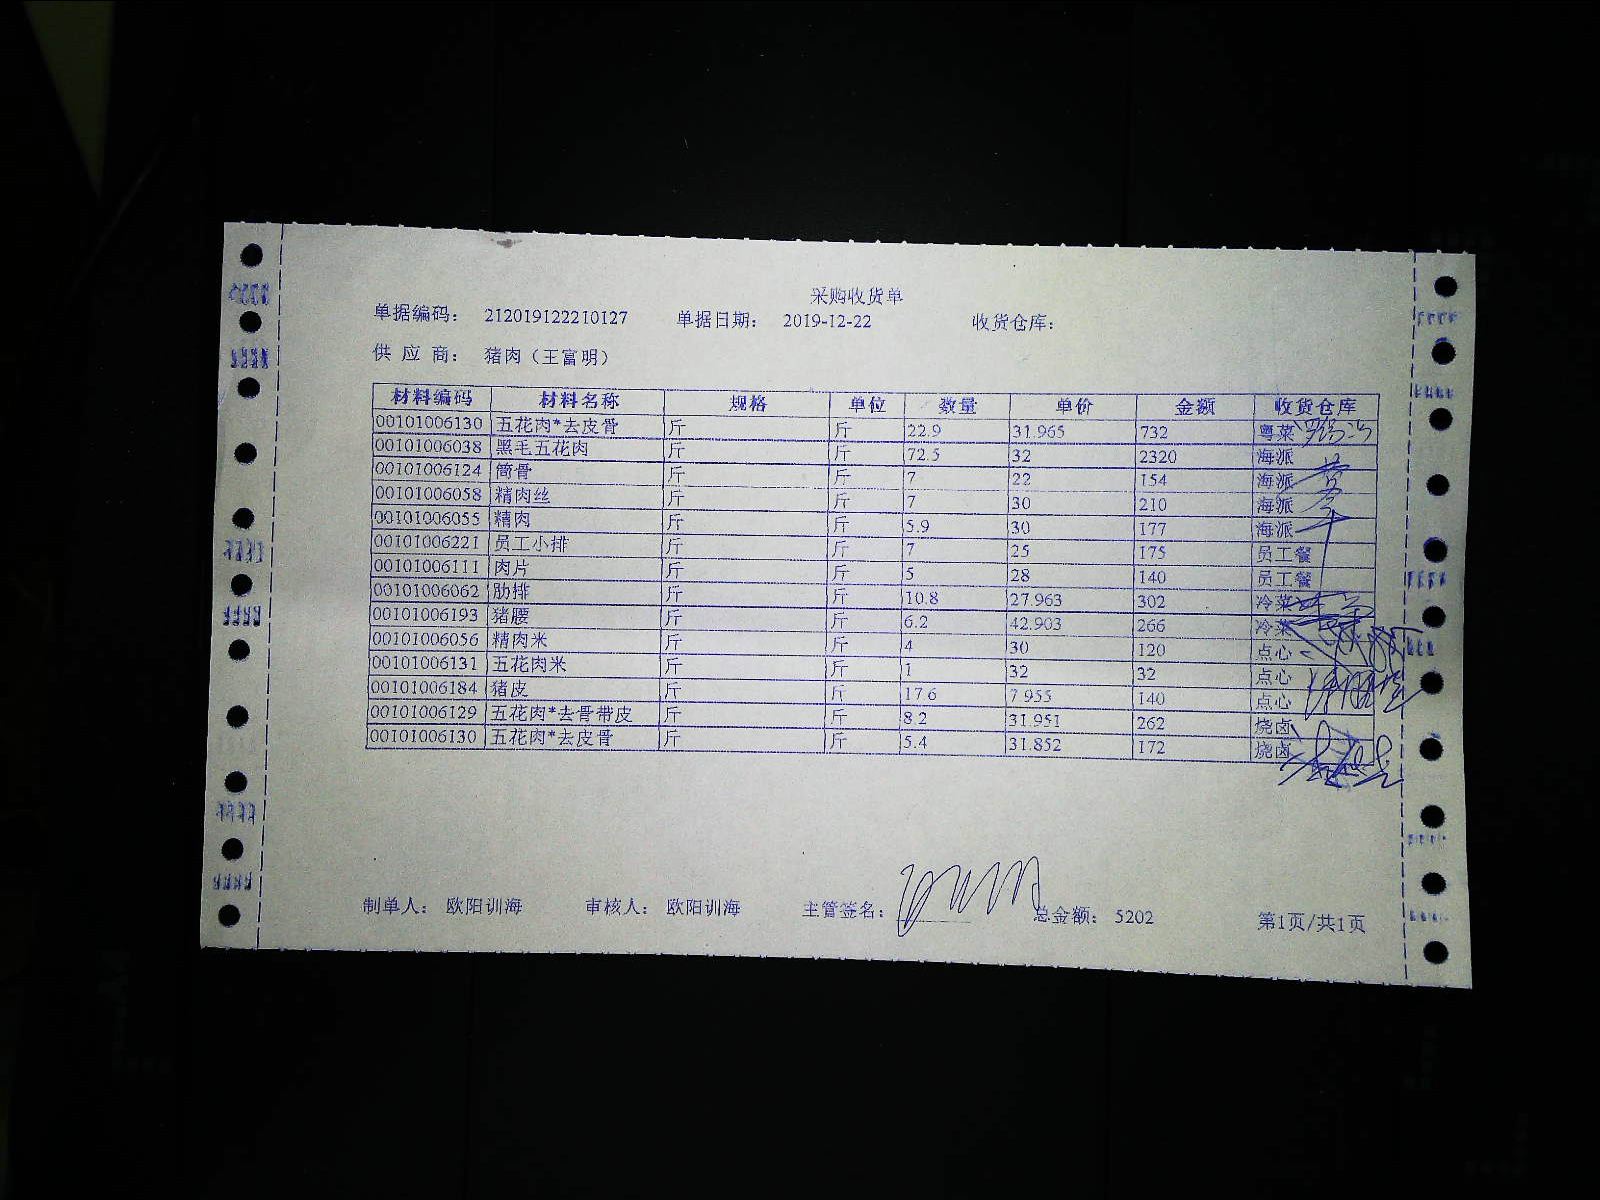 采购收货单
单据编码： 212019122210127 单据日期： 2019-12-22 收货仓库：
供 应 商： 猪肉（王富明）
材料编码 材料名称 规格 单位 数量 单价 金额 收货仓库
00101006130 五花肉*去皮骨 斤 斤 22.9 31.965 732 粤菜
00101006038 黑毛五花肉 斤 斤 72.5 32 2320 海派
00101006124 筒骨 斤 斤 7 22 154 海派
00101006058 精肉丝 斤 斤 7 30 210 海派
00101006055 精肉 斤 斤 5.9 30 177 海派
00101006221 员工小排 斤 斤 7 25 175 员工餐
00101006111 肉片 斤 斤 5 28 140 员工餐
00101006062 肋排 斤 斤 10.8 27.963 302 冷菜
00101006193 猪腰 斤 斤 6.2 42.903 266 冷菜
00101006056 精肉米 斤 斤 4 30 120 点心
00101006131 五花肉米 斤 斤 1 32 32 点心
00101006184 猪皮 斤 斤 17.6 7.955 140 点心
00101006129 五花肉*去骨带皮 斤 斤 8.2 31.951 262 烧卤
00101006130 五花肉*去皮骨 斤 斤 5.4 31.852 172 烧卤
制单人： 欧阳训海 审核人： 欧阳训海 主管签名： 总金额： 5202 第1页/共1页